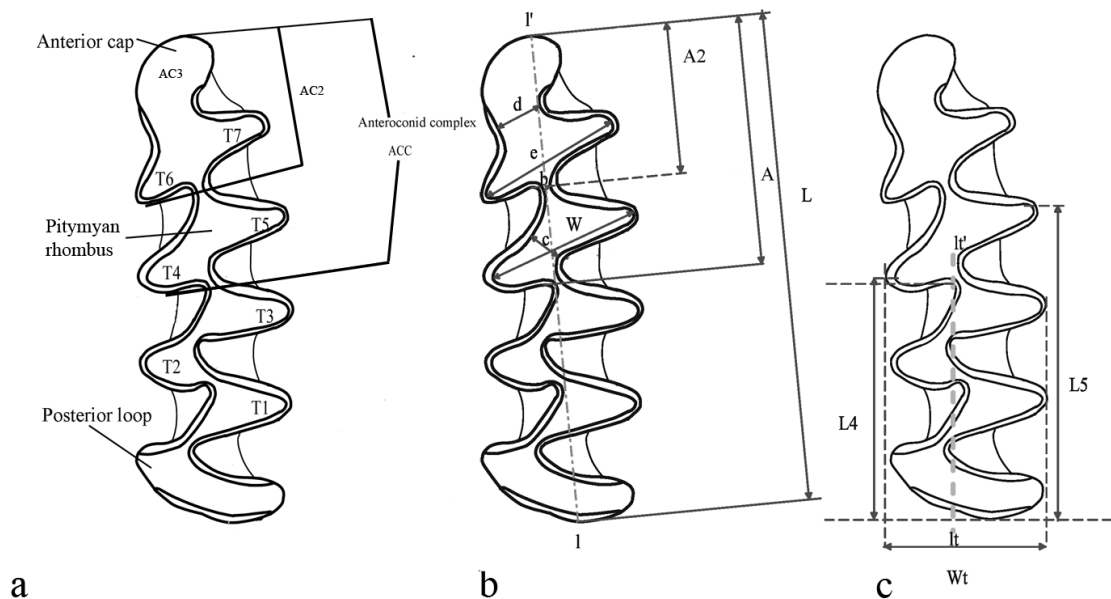 Anterior cap
AC3
AC2
Anteroconid complex
ACC
T7
T6
Pitymyan
rhombus
T5
T4
T3
T2
T1
Posterior loop
a
l'
A2
d
e
b
A
L
W
c
l
b
lt'
L5
L4
lt
Wt
c